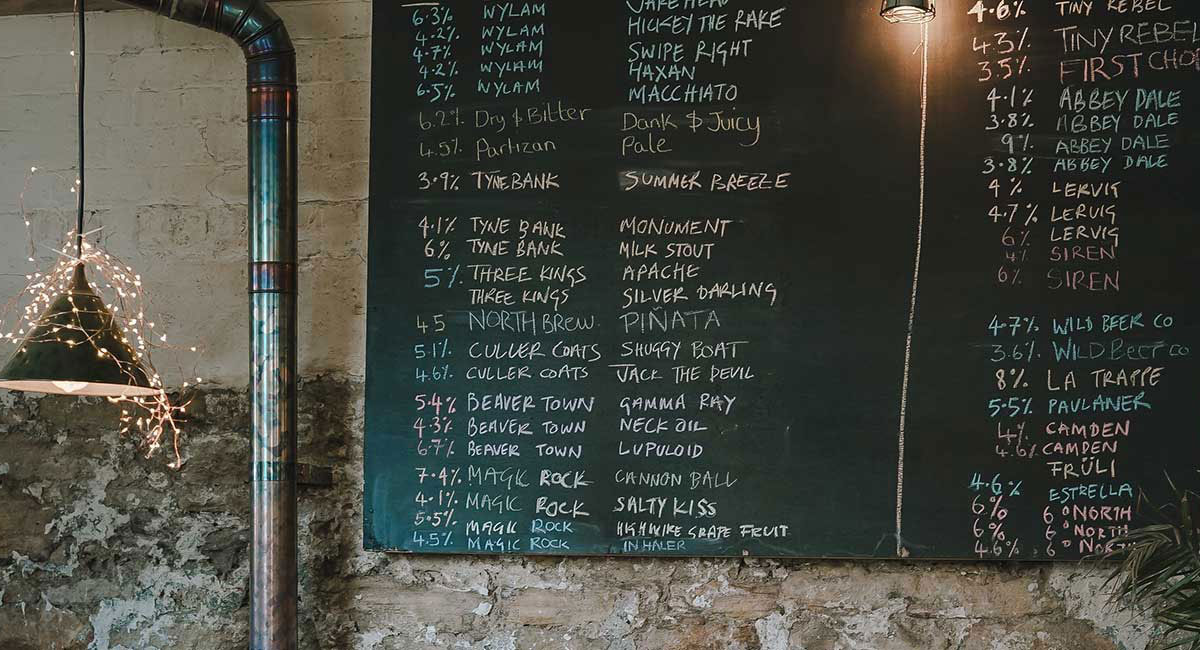 6.3% WYLAM JAKEHEAD
4.2% WYLAM HICKEY THE RAKE
4.7% WYLAM SWIPE RIGHT
4.2% WYLAM HAXAN
6.5% WYLAM MACCHIATO
6.2% Dry & Bitter Dank & Juicy
4.5% Partizan Pale
3.9% TYNE BANK SUMMER BREEZE
4.1% TYNE BANK MONUMENT
6% TYNE BANK MILK STOUT
5% THREE KINGS APACHE
THREE KINGS SILVER DARLING
45 NORTH BREW. PIÑATA
5.1% CULLER COATS SHUGGY BOAT
4.6% CULLER COATS JACK THE DEVIL
5.4% BEAVER TOWN GAMMA RAY
4.3% BEAVER TOWN NECK OIL
6.7% BEAVER TOWN LUPULOID
7.4% MAGIC ROCK CANNON BALL
4.1% MAGIC ROCK SALTY KISS
5.5% MAGIC ROCK HIGHWIRE GRAPE FRUIT
4.5% MAGIC ROCK INHALER
4.6% TINY REBEL
4.3% TINY REBEL
3.5% FIRST CHO
4.1% ABBEY DALE
3.8% ABBEY DALE
9% ABBEY DALE
3.8% ABBEY DALE
4% LERVIG
4.7% LERVIG
6% LERVIG
4% SIREN
6% SIREN
4.7% WILD BEER CO
3.6% WILD BEER CO
8% LA TRAPPE
5.5% PAULANER
4% CAMDEN
4.6% CAMDEN
FRÜLI
4.6% ESTRELLA
6% 6° NORTH
6% 6° NORTH
4.6% 6° NORTH